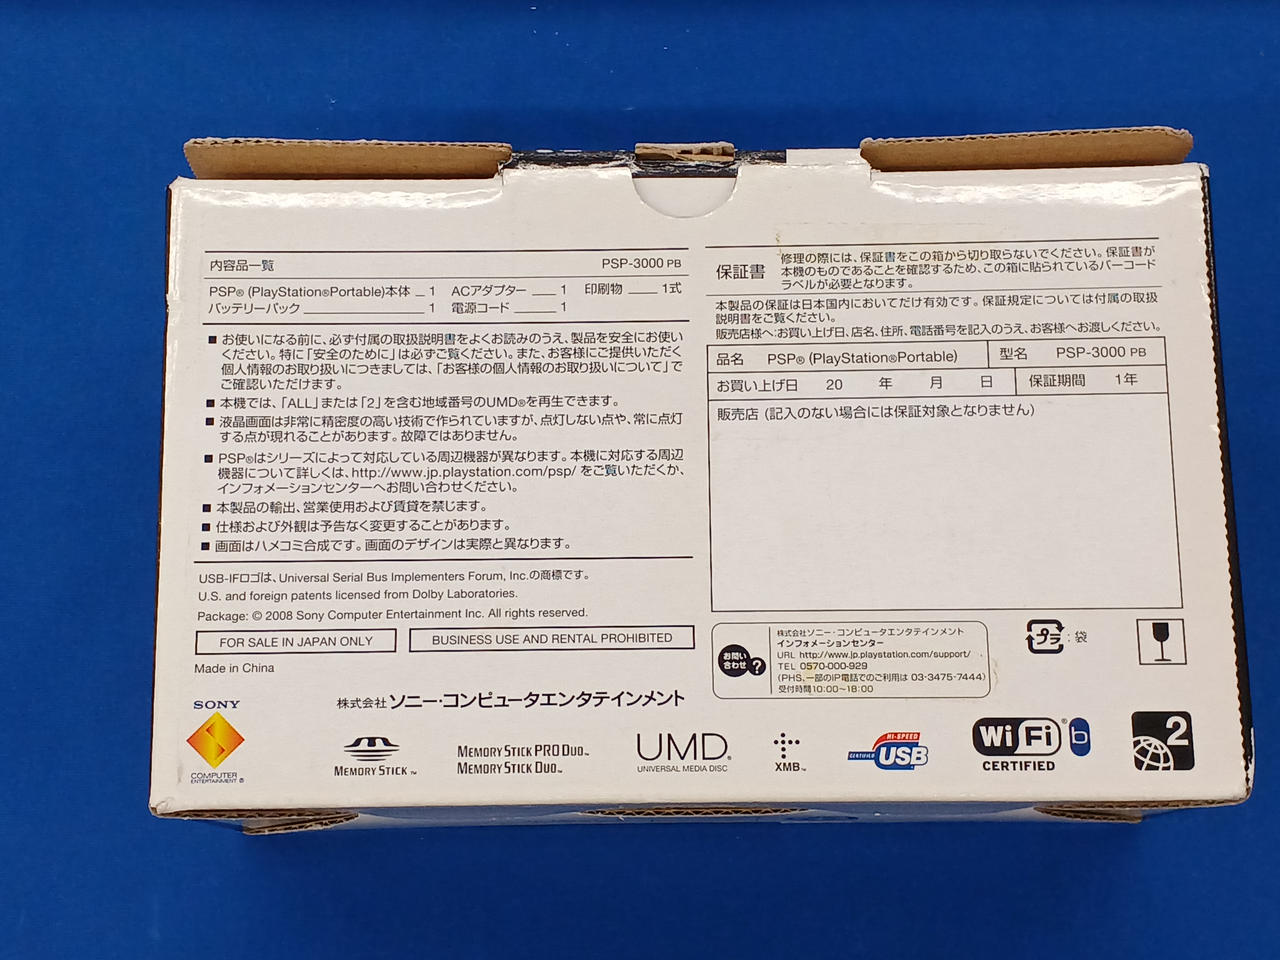 内容品一覧 PSP-3000 PB
PSP® (PlayStation®Portable)本体 1 ACアダプター 1 印刷物 1式
バッテリーパック 1 電源コード 1
■ お使いになる前に、必ず付属の取扱説明書をよくお読みのうえ、製品を安全にお使い
ください。特に「安全のために」は必ずご覧ください。また、お客様にご提供いただく
個人情報のお取り扱いにつきましては、「お客様の個人情報のお取り扱いについて」で
ご確認いただけます。
■ 本機では、「ALL」または「2」を含む地域番号のUMD®を再生できます。
■ 液晶画面は非常に精密度の高い技術で作られていますが、点灯しない点や、常に点灯
する点が現れることがあります。故障ではありません。
■ PSP®はシリーズによって対応している周辺機器が異なります。本機に対応する周辺
機器について詳しくは、http://www.jp.playstation.com/psp/ をご覧いただくか、
インフォメーションセンターへお問い合わせください。
■ 本製品の輸出、営業使用および賃貸を禁じます。
■ 仕様および外観は予告なく変更することがあります。
■ 画面はハメコミ合成です。画面のデザインは実際と異なります。
USB-IFロゴは、Universal Serial Bus Implementers Forum, Inc.の商標です。
U.S. and foreign patents licensed from Dolby Laboratories.
Package: © 2008 Sony Computer Entertainment Inc. All rights reserved.
FOR SALE IN JAPAN ONLY
BUSINESS USE AND RENTAL PROHIBITED
Made in China
保証書
修理の際には、保証書をこの箱から切り取らないでください。保証書が
本機のものであることを確認するため、この箱に貼られているバーコード
ラベルが必要となります。
本製品の保証は日本国内においてだけ有効です。保証規定については付属の取扱
説明書をご覧ください。
販売店様へ:お買い上げ日、店名、住所、電話番号を記入のうえ、お客様へお渡しください。
品名 PSP® (PlayStation®Portable) 型名 PSP-3000 PB
お買い上げ日 20 年 月 日 保証期間 1年
販売店 (記入のない場合には保証対象となりません)
お問い
合わせ ?
株式会社ソニー・コンピュータエンタテインメント
インフォメーションセンター
URL http://www.jp.playstation.com/support/
TEL 0570-000-929
(PHS、一部のIP電話でのご利用は 03-3475-7444)
受付時間10:00~18:00
プラ :袋
SONY
COMPUTER
ENTERTAINMENT®
株式会社 ソニー・コンピュータエンタテインメント
MEMORY STICK™
MEMORY STICK PRO DUO™
MEMORY STICK DUO™
UMD®
UNIVERSAL MEDIA DISC
XMB™
HI-SPEED
CERTIFIED USB
Wi Fi b
CERTIFIED
2